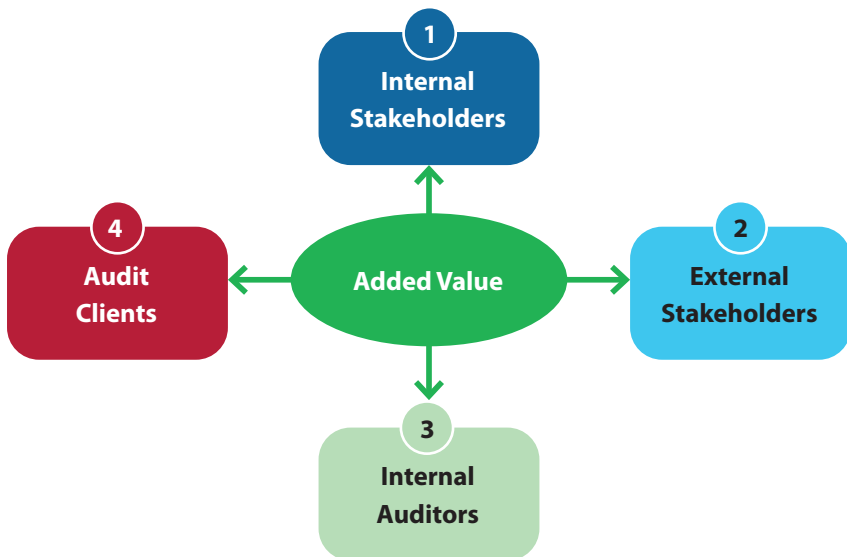 1
Internal
Stakeholders
4
Audit
Clients
Added Value
2
External
Stakeholders
3
Internal
Auditors